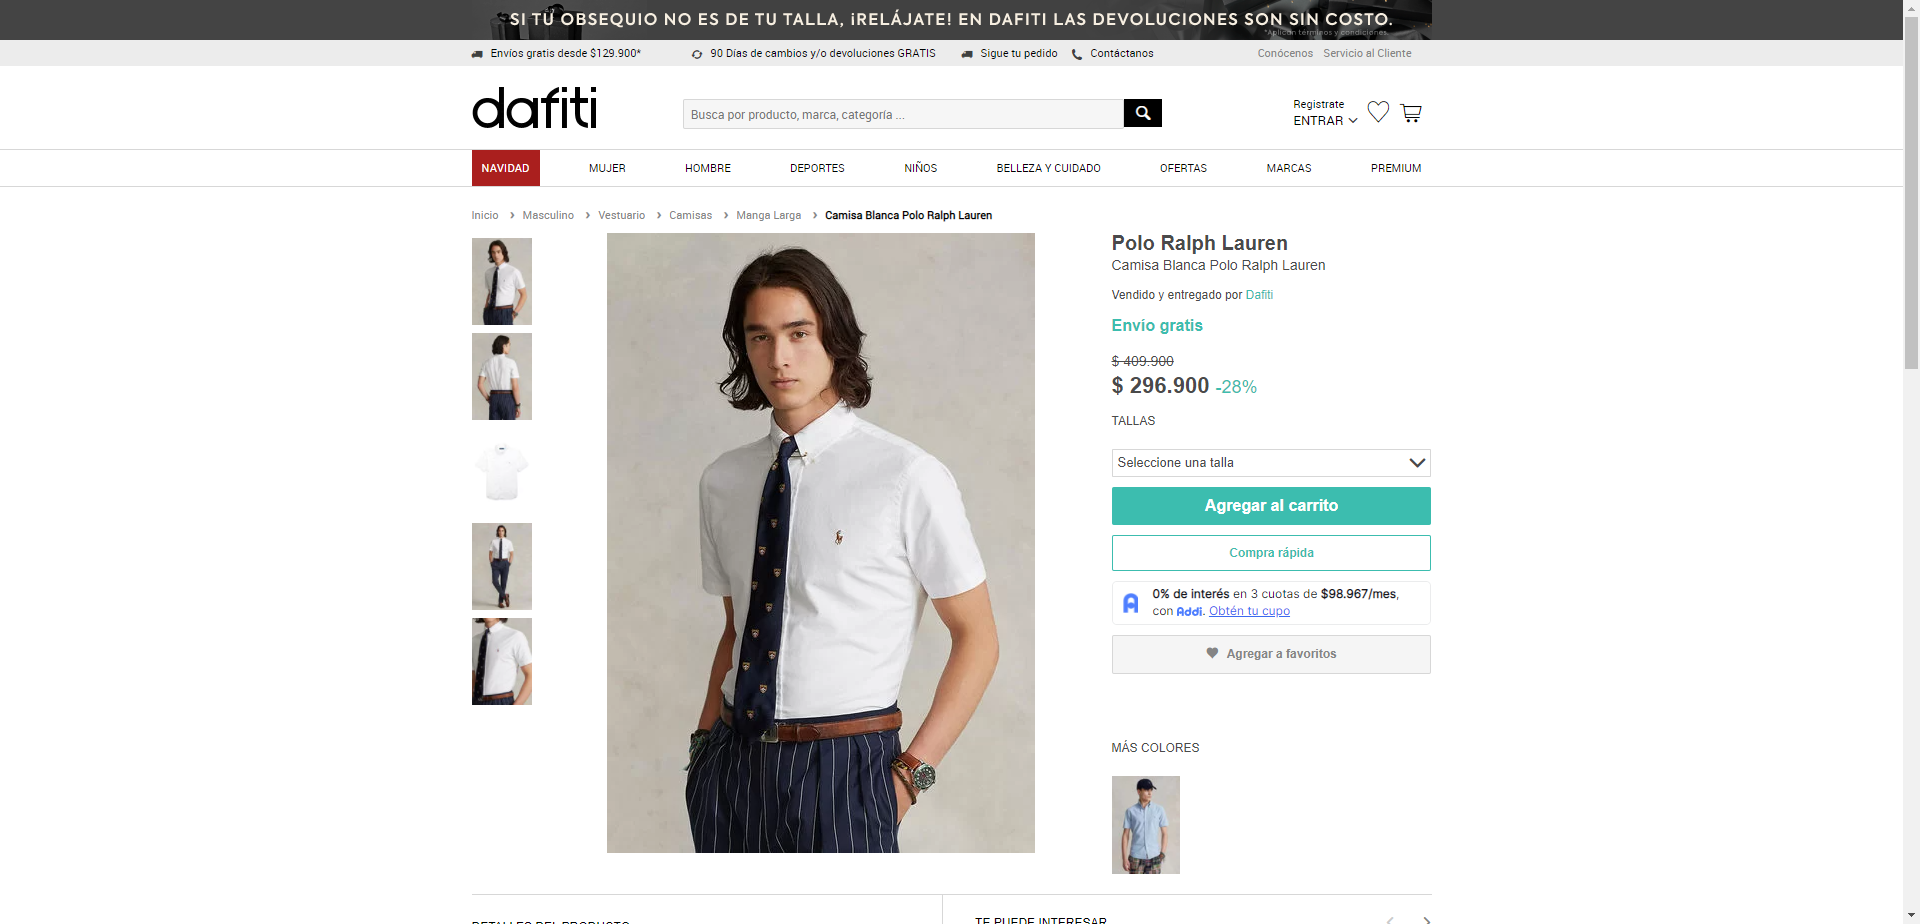 SI TU OBSEQUIO NO ES DE TU TALLA, ¡RELÁJATE! EN DAFITI LAS DEVOLUCIONES SON SIN COSTO.
*Aplican términos y condiciones.
Envíos gratis desde $129.900*
90 Días de cambios y/o devoluciones GRATIS
Sigue tu pedido
Contáctanos
Conócenos
Servicio al Cliente
dafiti
Busca por producto, marca, categoría ...
Registrate
ENTRAR
NAVIDAD
MUJER
HOMBRE
DEPORTES
NIÑOS
BELLEZA Y CUIDADO
OFERTAS
MARCAS
PREMIUM
Inicio › Masculino › Vestuario › Camisas › Manga Larga › Camisa Blanca Polo Ralph Lauren
Polo Ralph Lauren
Camisa Blanca Polo Ralph Lauren
Vendido y entregado por Dafiti
Envío gratis
$ 409.900
$ 296.900 -28%
TALLAS
Seleccione una talla
Agregar al carrito
Compra rápida
0% de interés en 3 cuotas de $98.967/mes,
con Addi. Obtén tu cupo
Agregar a favoritos
MÁS COLORES
DETALLES DEL PRODUCTO
TE PUEDE INTERESAR